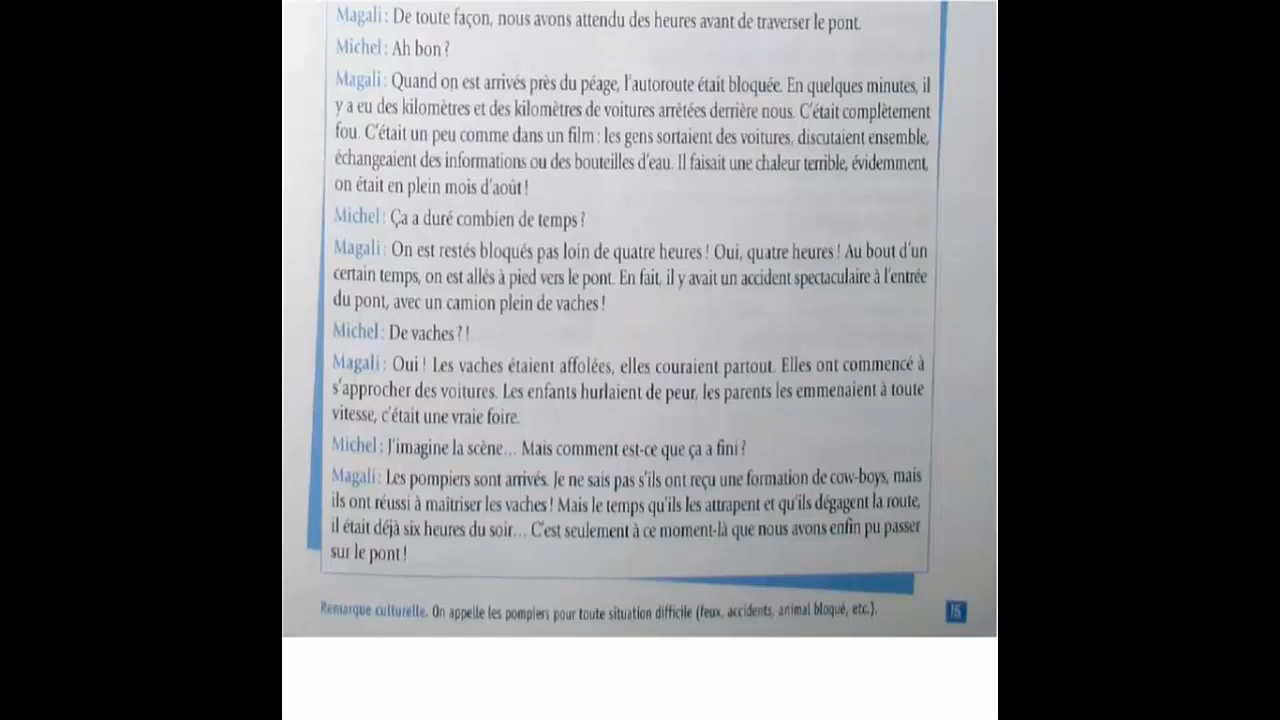 Magali : De toute façon, nous avons attendu des heures avant de traverser le pont.
Michel : Ah bon ?
Magali : Quand on est arrivés près du péage, l'autoroute était bloquée. En quelques minutes, il
y a eu des kilomètres et des kilomètres de voitures arrêtées derrière nous. C'était complètement
fou. C'était un peu comme dans un film : les gens sortaient des voitures, discutaient ensemble,
échangeaient des informations ou des bouteilles d'eau. Il faisait une chaleur terrible, évidemment,
on était en plein mois d'août !
Michel : Ça a duré combien de temps ?
Magali : On est restés bloqués pas loin de quatre heures ! Oui, quatre heures ! Au bout d'un
certain temps, on est allés à pied vers le pont. En fait, il y avait un accident spectaculaire à l'entrée
du pont, avec un camion plein de vaches !
Michel : De vaches ? !
Magali : Oui ! Les vaches étaient affolées, elles couraient partout. Elles ont commencé à
s'approcher des voitures. Les enfants hurlaient de peur, les parents les emmenaient à toute
vitesse, c'était une vraie foire.
Michel : J'imagine la scène... Mais comment est-ce que ça a fini ?
Magali : Les pompiers sont arrivés. Je ne sais pas s'ils ont reçu une formation de cow-boys, mais
ils ont réussi à maîtriser les vaches ! Mais le temps qu'ils les attrapent et qu'ils dégagent la route,
il était déjà six heures du soir... C'est seulement à ce moment-là que nous avons enfin pu passer
sur le pont !
Remarque culturelle. On appelle les pompiers pour toute situation difficile (feux, accidents, animal bloqué, etc.).
15